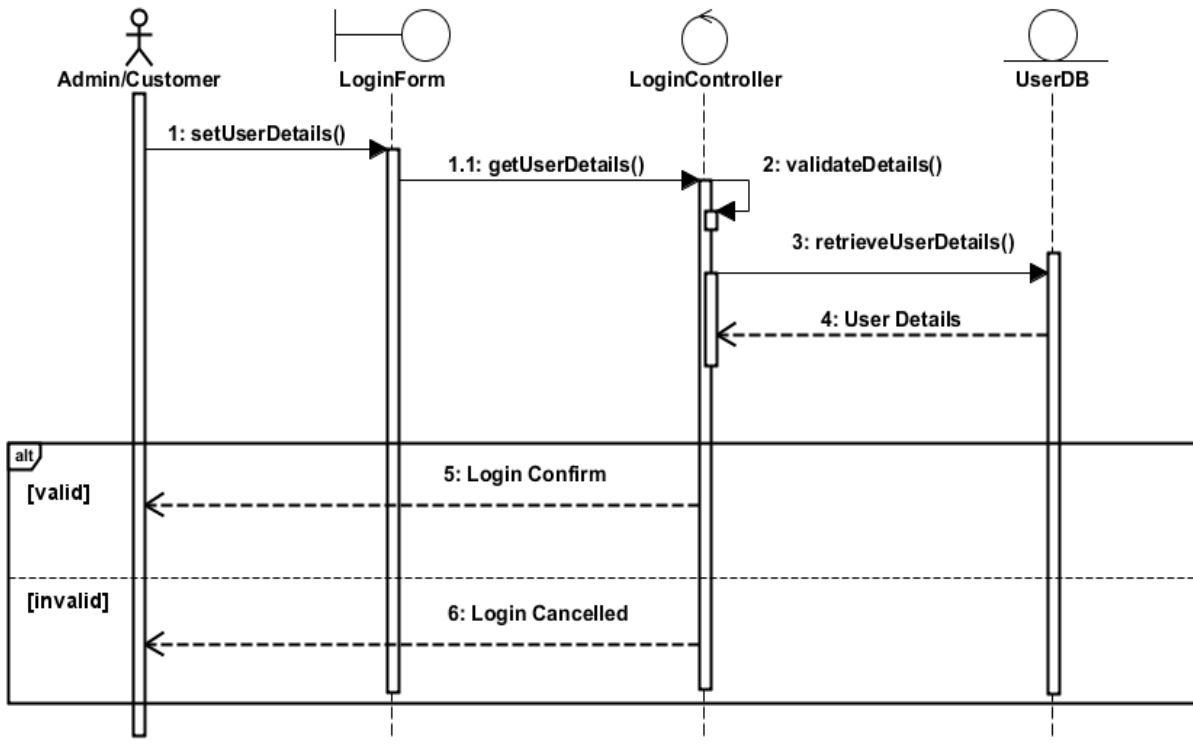 Admin/Customer
LoginForm
LoginController
UserDB
1: setUserDetails()
1.1: getUserDetails()
2: validateDetails()
3: retrieveUserDetails()
4: User Details
alt
[valid]
5: Login Confirm
[invalid]
6: Login Cancelled